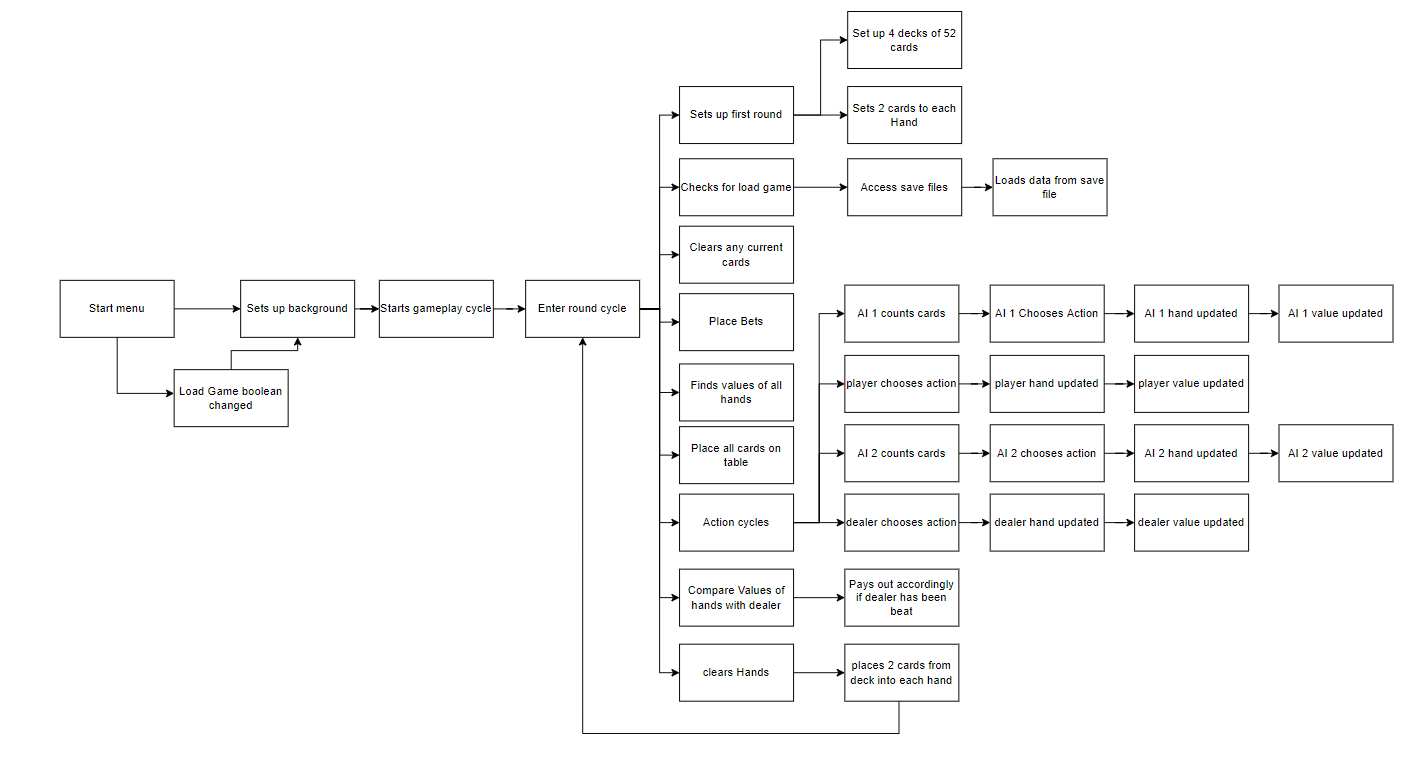 Set up 4 decks of 52
cards
Sets up first round
Sets 2 cards to each
Hand
Checks for load game
Access save files
Loads data from save
file
Clears any current
cards
Start menu
Sets up background
Starts gameplay cycle
Enter round cycle
Place Bets
AI 1 counts cards
AI 1 Chooses Action
AI 1 hand updated
AI 1 value updated
Load Game boolean
changed
Finds values of all
hands
player chooses action
player hand updated
player value updated
Place all cards on
table
AI 2 counts cards
AI 2 chooses action
AI 2 hand updated
AI 2 value updated
Action cycles
dealer chooses action
dealer hand updated
dealer value updated
Compare Values of
hands with dealer
Pays out accordingly
if dealer has been
beat
clears Hands
places 2 cards from
deck into each hand